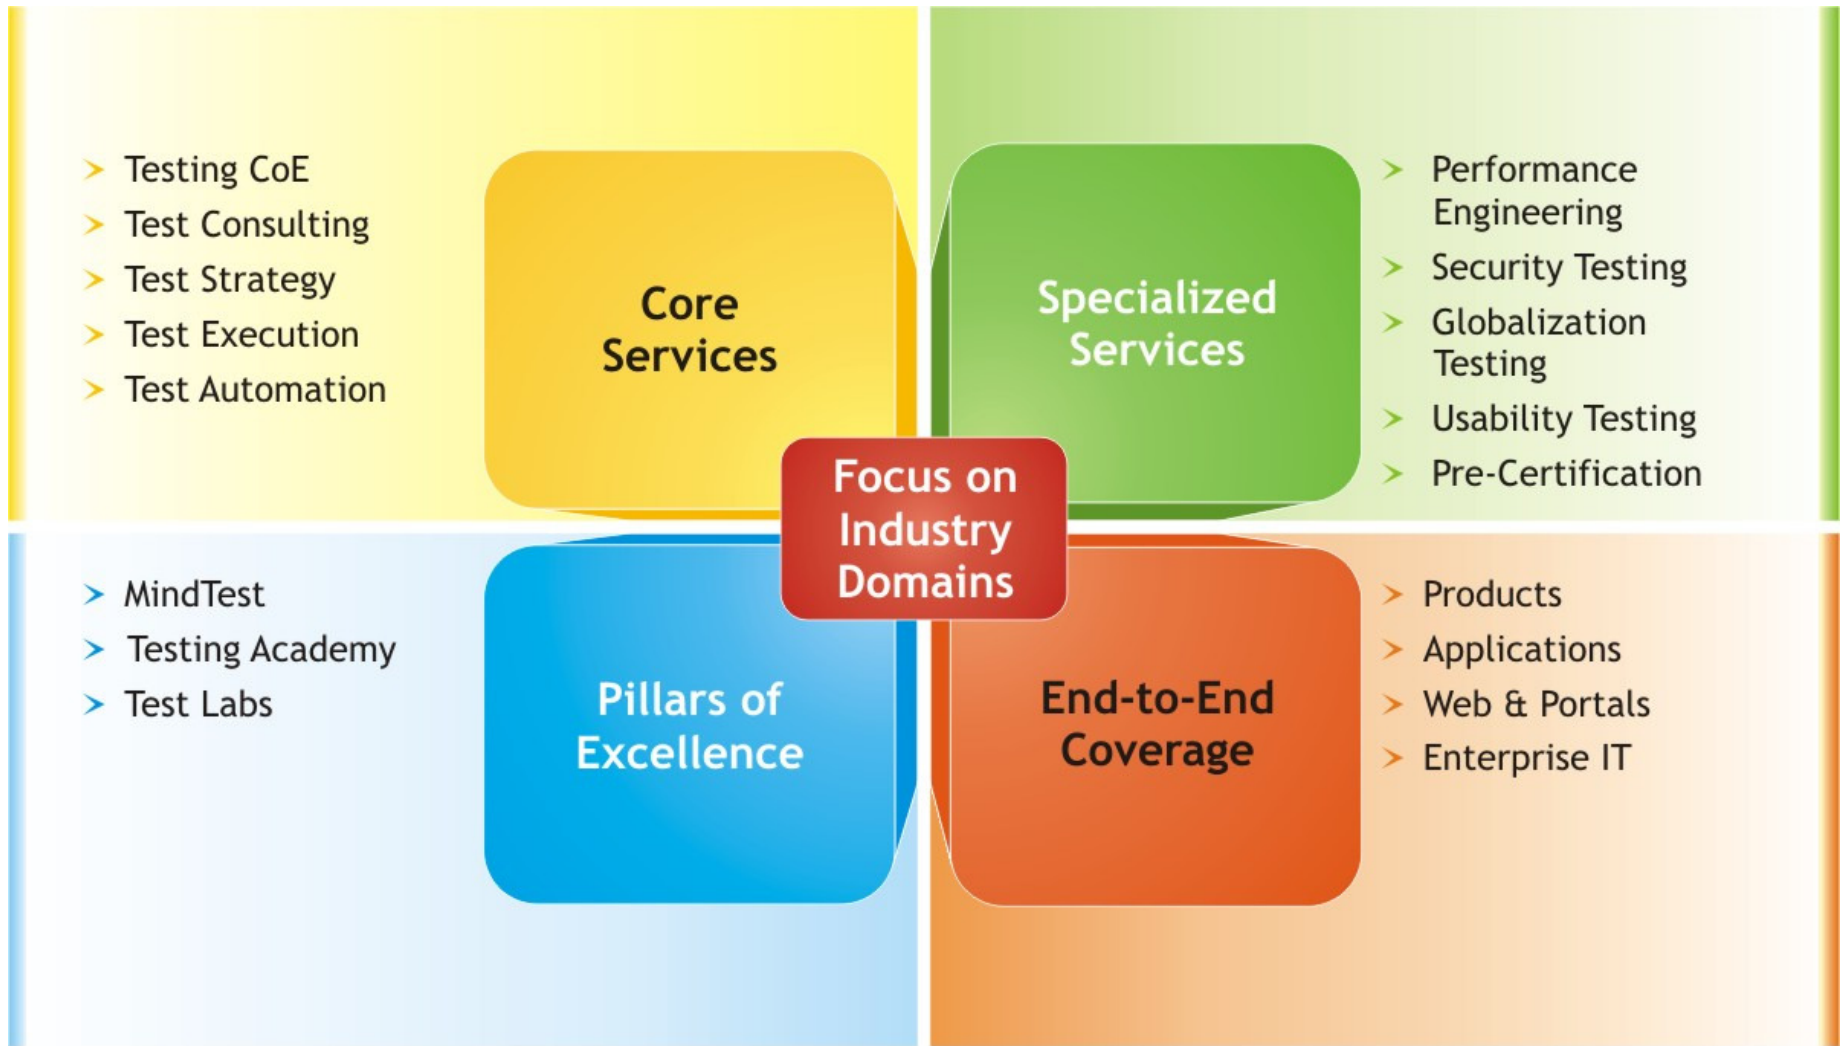 Testing CoE
Test Consulting
Test Strategy
Test Execution
Test Automation
Core
Services
Specialized
Services
Performance
Engineering
Security Testing
Globalization
Testing
Usability Testing
Pre-Certification
Focus on
Industry
Domains
MindTest
Testing Academy
Test Labs
Pillars of
Excellence
End-to-End
Coverage
Products
Applications
Web & Portals
Enterprise IT